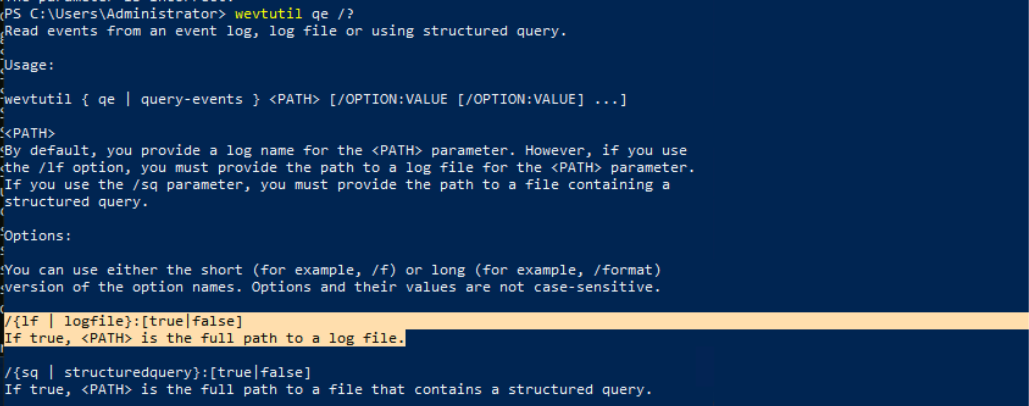 PS C:\Users\Administrator> wevtutil qe /?
Read events from an event log, log file or using structured query.
Usage:
wevtutil { qe | query-events } <PATH> [/OPTION:VALUE [/OPTION:VALUE] ...]
<PATH>
By default, you provide a log name for the <PATH> parameter. However, if you use
the /lf option, you must provide the path to a log file for the <PATH> parameter.
If you use the /sq parameter, you must provide the path to a file containing a
structured query.
Options:
You can use either the short (for example, /f) or long (for example, /format)
version of the option names. Options and their values are not case-sensitive.
/{lf | logfile}:[true|false]
If true, <PATH> is the full path to a log file.
/{sq | structuredquery}:[true|false]
If true, <PATH> is the full path to a file that contains a structured query.